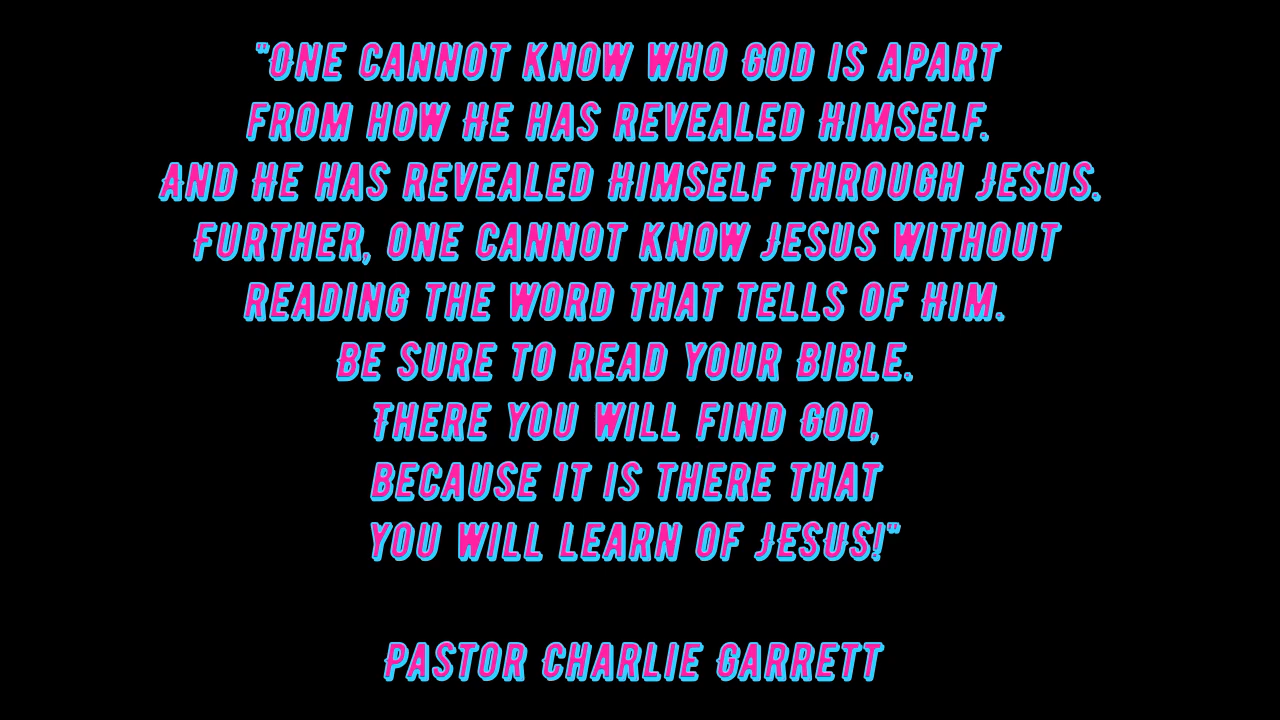 "One cannot know who God is apart
from how He has revealed Himself.
And He has revealed Himself through Jesus.
Further, one cannot know Jesus without
reading the word that tells of Him.
Be sure to read your Bible.
There you will find God,
because it is there that
you will learn of Jesus!"
Pastor Charlie Garrett